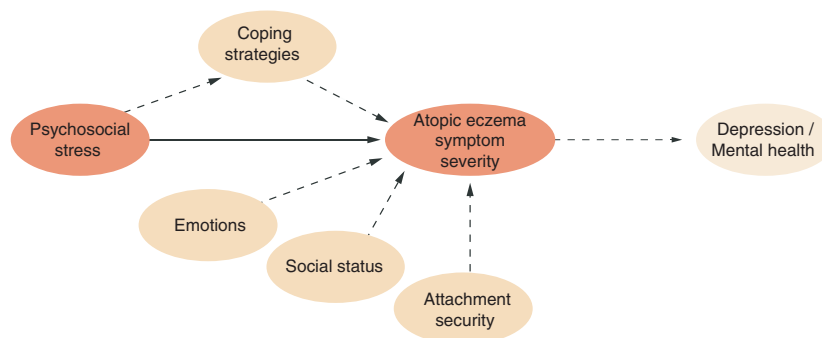 Coping
strategies
Psychosocial
stress
Atopic eczema
symptom
severity
Depression /
Mental health
Emotions
Social status
Attachment
security